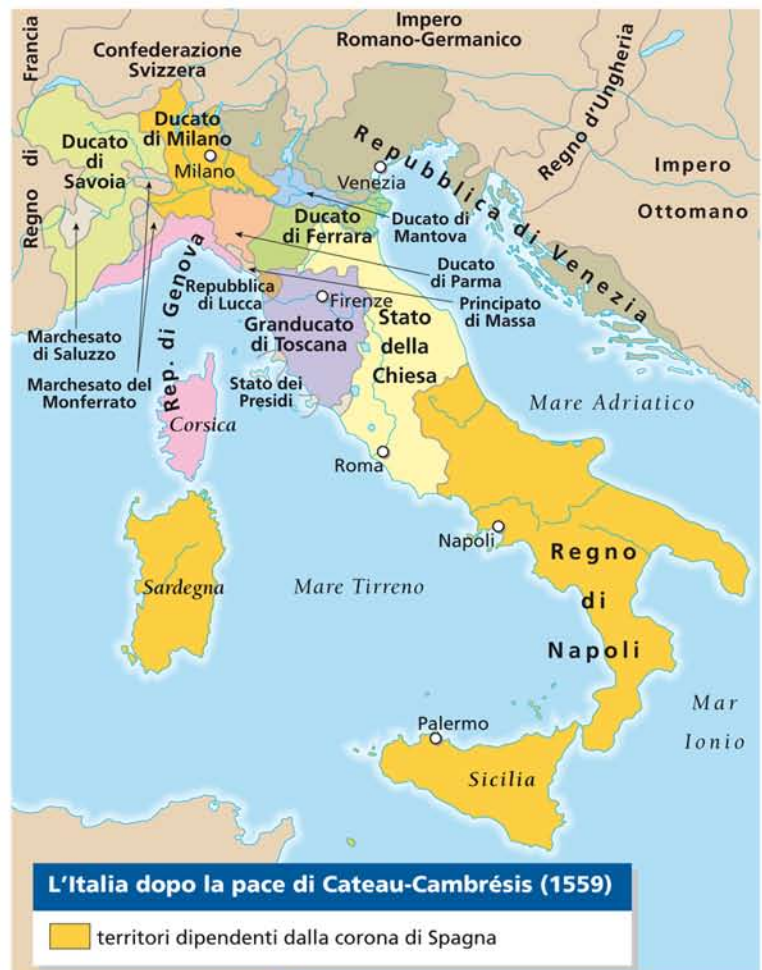 Impero
Romano-Germanico
Confederazione
Svizzera
Regno di Francia
Regno d'Ungheria
Impero
Ottomano
Ducato
di Milano
Milano
Ducato
di
Savoia
Repubblica di Venezia
Venezia
Ducato di
Mantova
Ducato
di Ferrara
Ducato
di Parma
Principato
di Massa
Repubblica
di Lucca
Rep. di Genova
Firenze
Granducato
di Toscana
Stato
della
Chiesa
Marchesato
di Saluzzo
Marchesato del
Monferrato
Stato dei
Presidi
Corsica
Mare Adriatico
Roma
Napoli
Regno
di
Napoli
Sardegna
Mare Tirreno
Mar
Ionio
Palermo
Sicilia
L'Italia dopo la pace di Cateau-Cambrésis (1559)
territori dipendenti dalla corona di Spagna